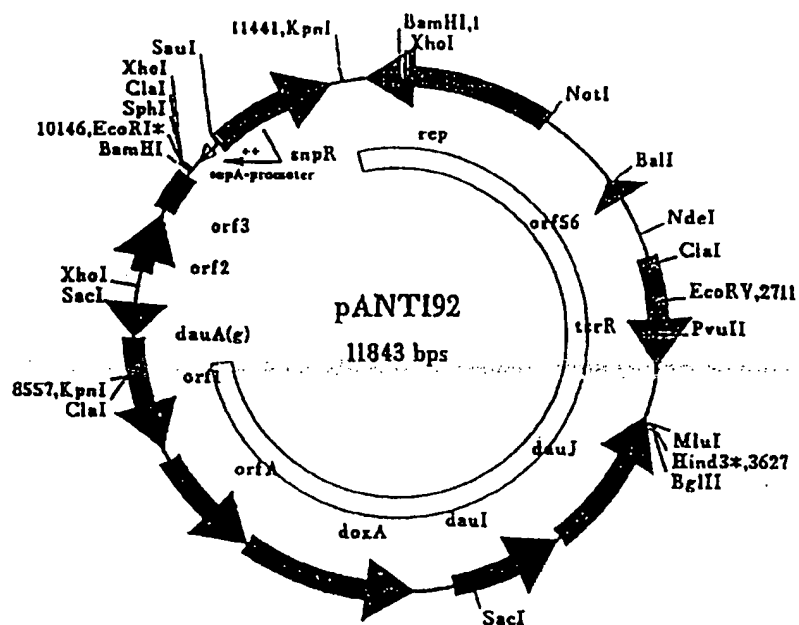 11441,KpnI
BamHI,1
XhoI
SauI
XhoI
ClaI
SphI
10146,EcoRI*
BamHI
NotI
rep
++
snpR
snpA-promoter
BalI
orf3
orf56
NdeI
ClaI
orf2
XhoI
SacI
pANT192
11843 bps
EcoRV,2711
tsrR
PvuII
dauA(g)
orf1
8557,KpnI
ClaI
dauJ
MluI
Hind3*,3627
BglII
orfA
doxA
dauI
SacI